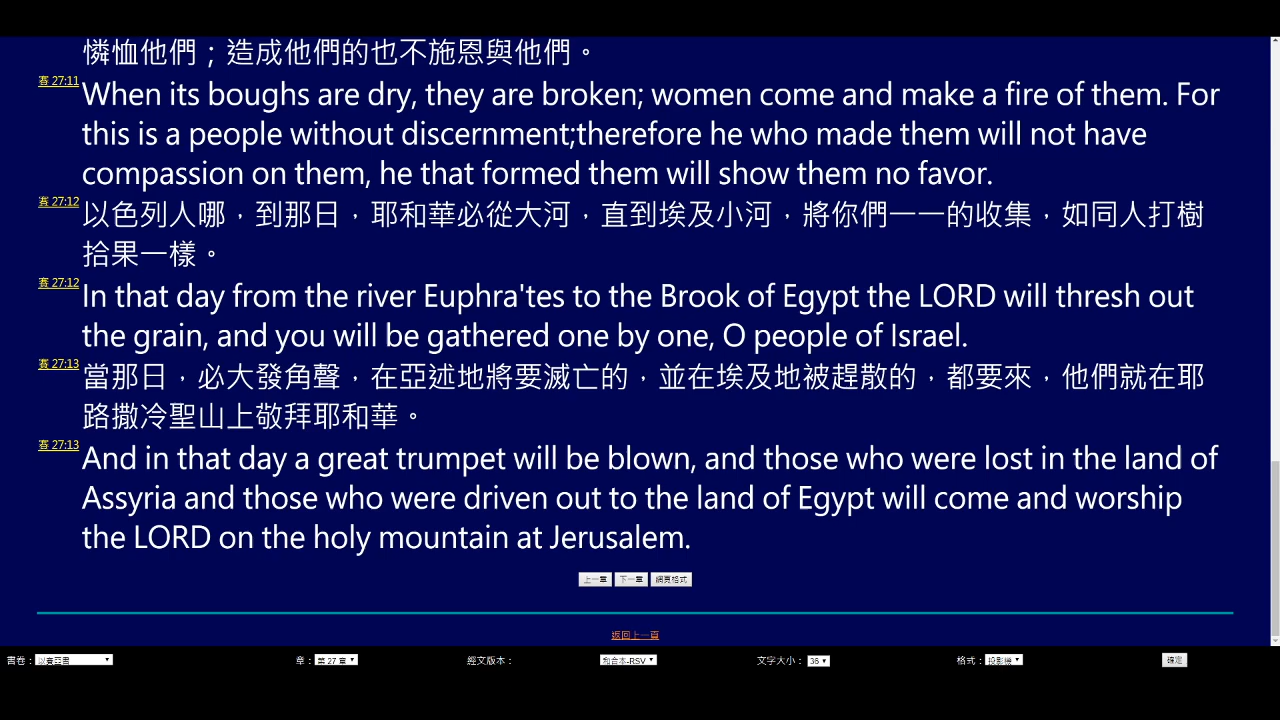 憐恤他們；造成他們的也不施恩與他們。
賽 27:11 When its boughs are dry, they are broken; women come and make a fire of them. For
this is a people without discernment;therefore he who made them will not have
compassion on them, he that formed them will show them no favor.
賽 27:12 以色列人哪，到那日，耶和華必從大河，直到埃及小河，將你們一一的收集，如同人打樹
拾果一樣。
賽 27:12 In that day from the river Euphra'tes to the Brook of Egypt the LORD will thresh out
the grain, and you will be gathered one by one, O people of Israel.
賽 27:13 當那日，必大發角聲，在亞述地將要滅亡的，並在埃及地被趕散的，都要來，他們就在耶
路撒冷聖山上敬拜耶和華。
賽 27:13 And in that day a great trumpet will be blown, and those who were lost in the land of
Assyria and those who were driven out to the land of Egypt will come and worship
the LORD on the holy mountain at Jerusalem.
上一章 下一章 網頁格式
返回上一頁
書卷： 以賽亞書 章： 第 27 章 經文版本： 和合本-RSV 文字大小： 36 格式： 投影機 確定